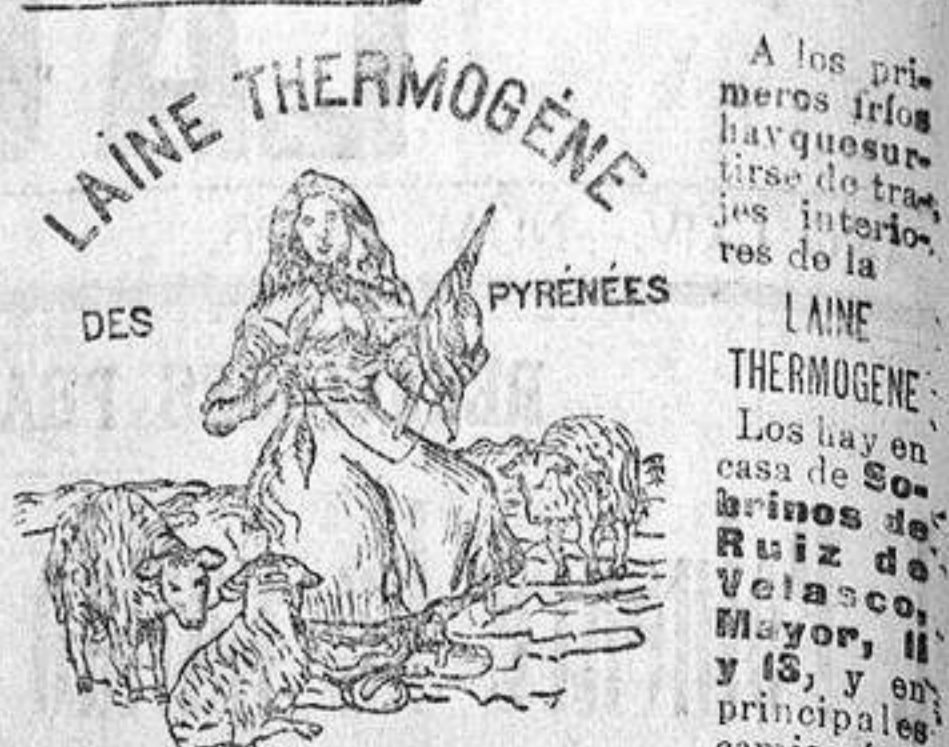 LAINE THERMOGÉNE
DES PYRÉNÉES
A los pri-
meros fríos
hay que sur-
tirse de tra-
jes interio-
res de la
LAINE
THERMOGENE
Los hay en
casa de So-
brinos de
Ruiz de
Velasco,
Mayor, 11
y 13, y en
principales